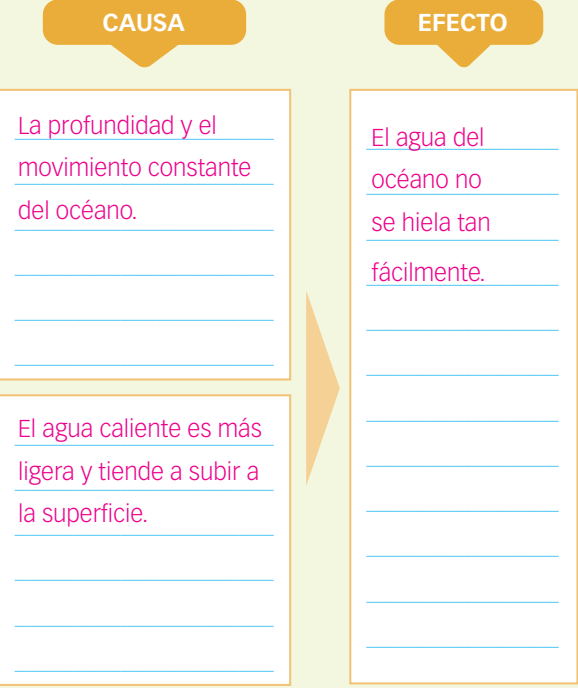 CAUSA
La profundidad y el
movimiento constante
del océano.
El agua caliente es más
ligera y tiende a subir a
la superficie.
EFECTO
El agua del
océano no
se hiela tan
fácilmente.